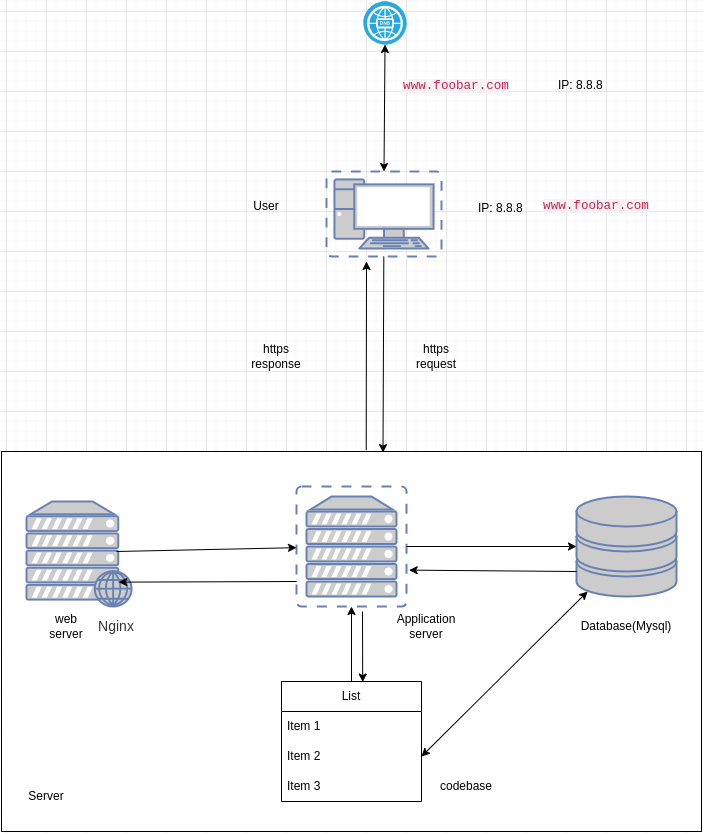 DNS
www.foobar.com IP: 8.8.8
User
IP: 8.8.8 www.foobar.com
https
response
https
request
web
server
Nginx
Application
server
Database(Mysql)
List
Item 1
Item 2
Item 3
codebase
Server